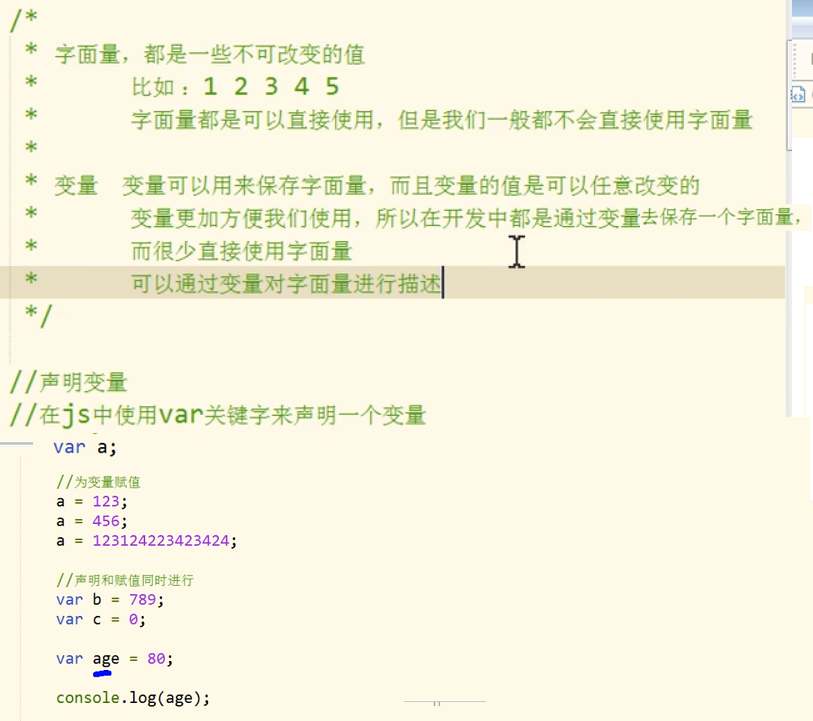 /*
* 字面量，都是一些不可改变的值
* 比如：1 2 3 4 5
* 字面量都是可以直接使用，但是我们一般都不会直接使用字面量
*
* 变量 变量可以用来保存字面量，而且变量的值是可以任意改变的
* 变量更加方便我们使用，所以在开发中都是通过变量去保存一个字面量，
* 而很少直接使用字面量
* 可以通过变量对字面量进行描述
*/
//声明变量
//在js中使用var关键字来声明一个变量
var a;
//为变量赋值
a = 123;
a = 456;
a = 123124223423424;
//声明和赋值同时进行
var b = 789;
var c = 0;
var age = 80;
console.log(age);